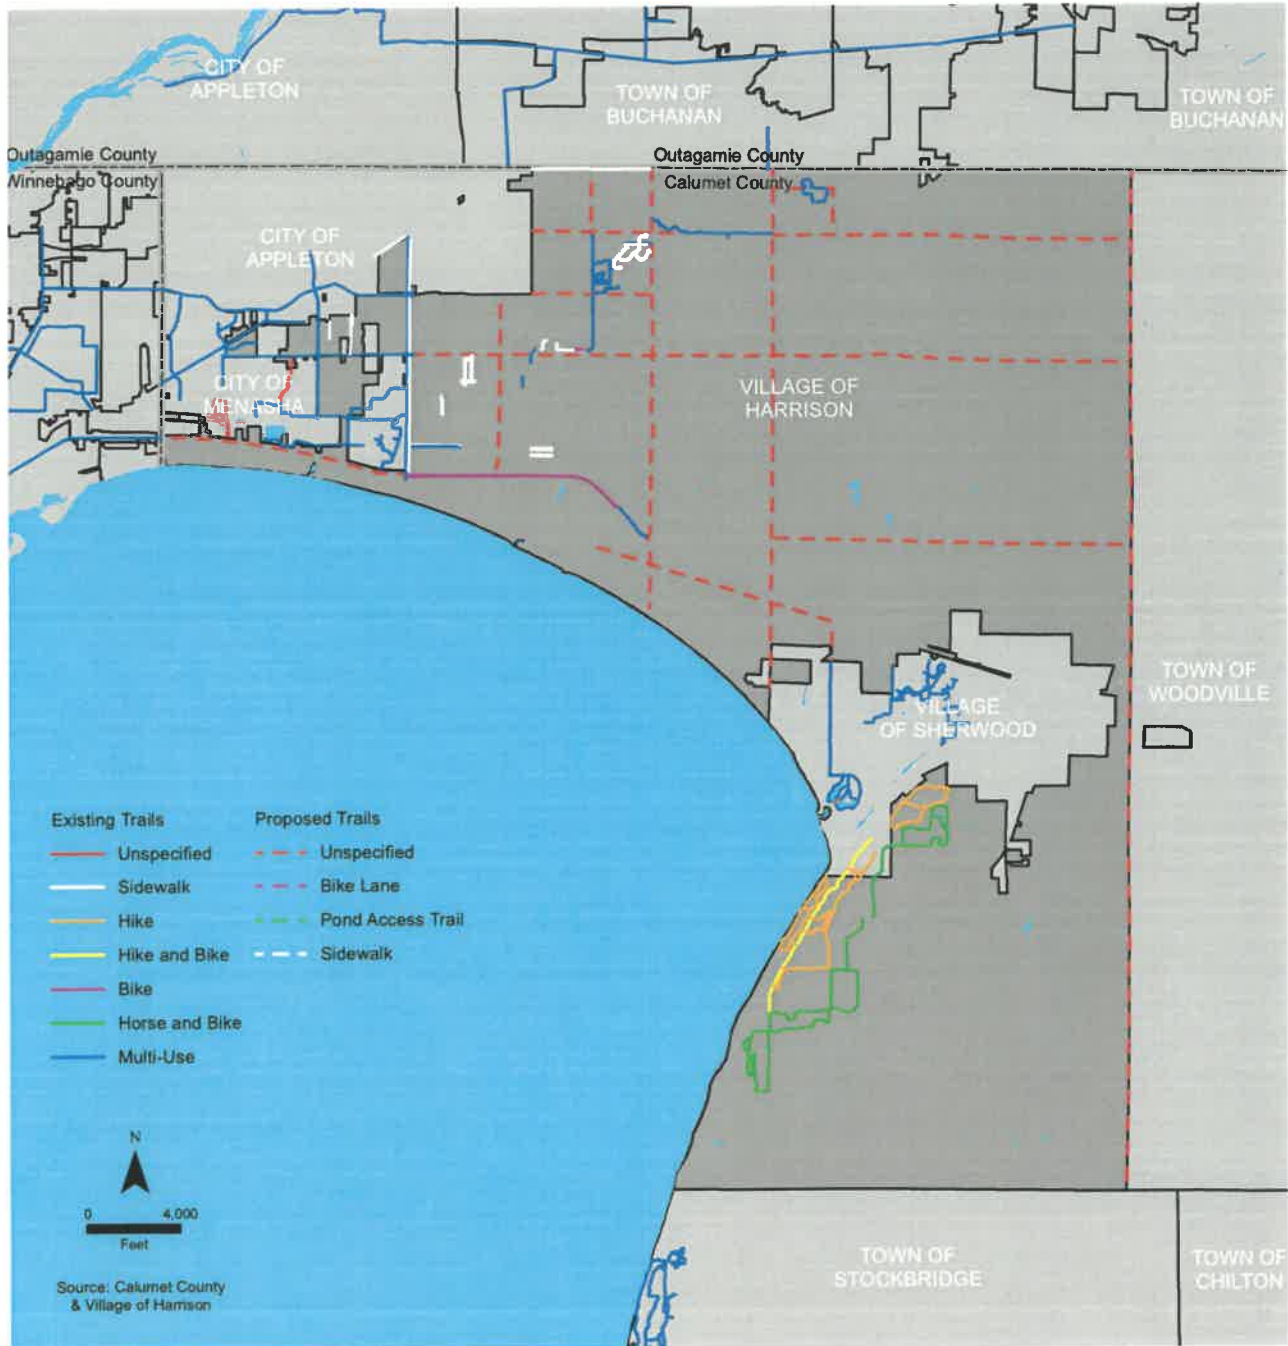 CITY OF
APPLETON
TOWN OF
BUCHANAN
TOWN OF
BUCHANAN
Outagamie County
Outagamie County
Winnebago County
Calumet County
CITY OF
APPLETON
CITY OF
MENASHA
VILLAGE OF
HARRISON
TOWN OF
WOODVILLE
VILLAGE
OF SHERWOOD
Existing Trails
Unspecified
Sidewalk
Hike
Hike and Bike
Bike
Horse and Bike
Multi-Use
Proposed Trails
Unspecified
Bike Lane
Pond Access Trail
Sidewalk
N
0 4,000
Feet
Source: Calumet County
& Village of Harrison
TOWN OF
STOCKBRIDGE
TOWN OF
CHILTON